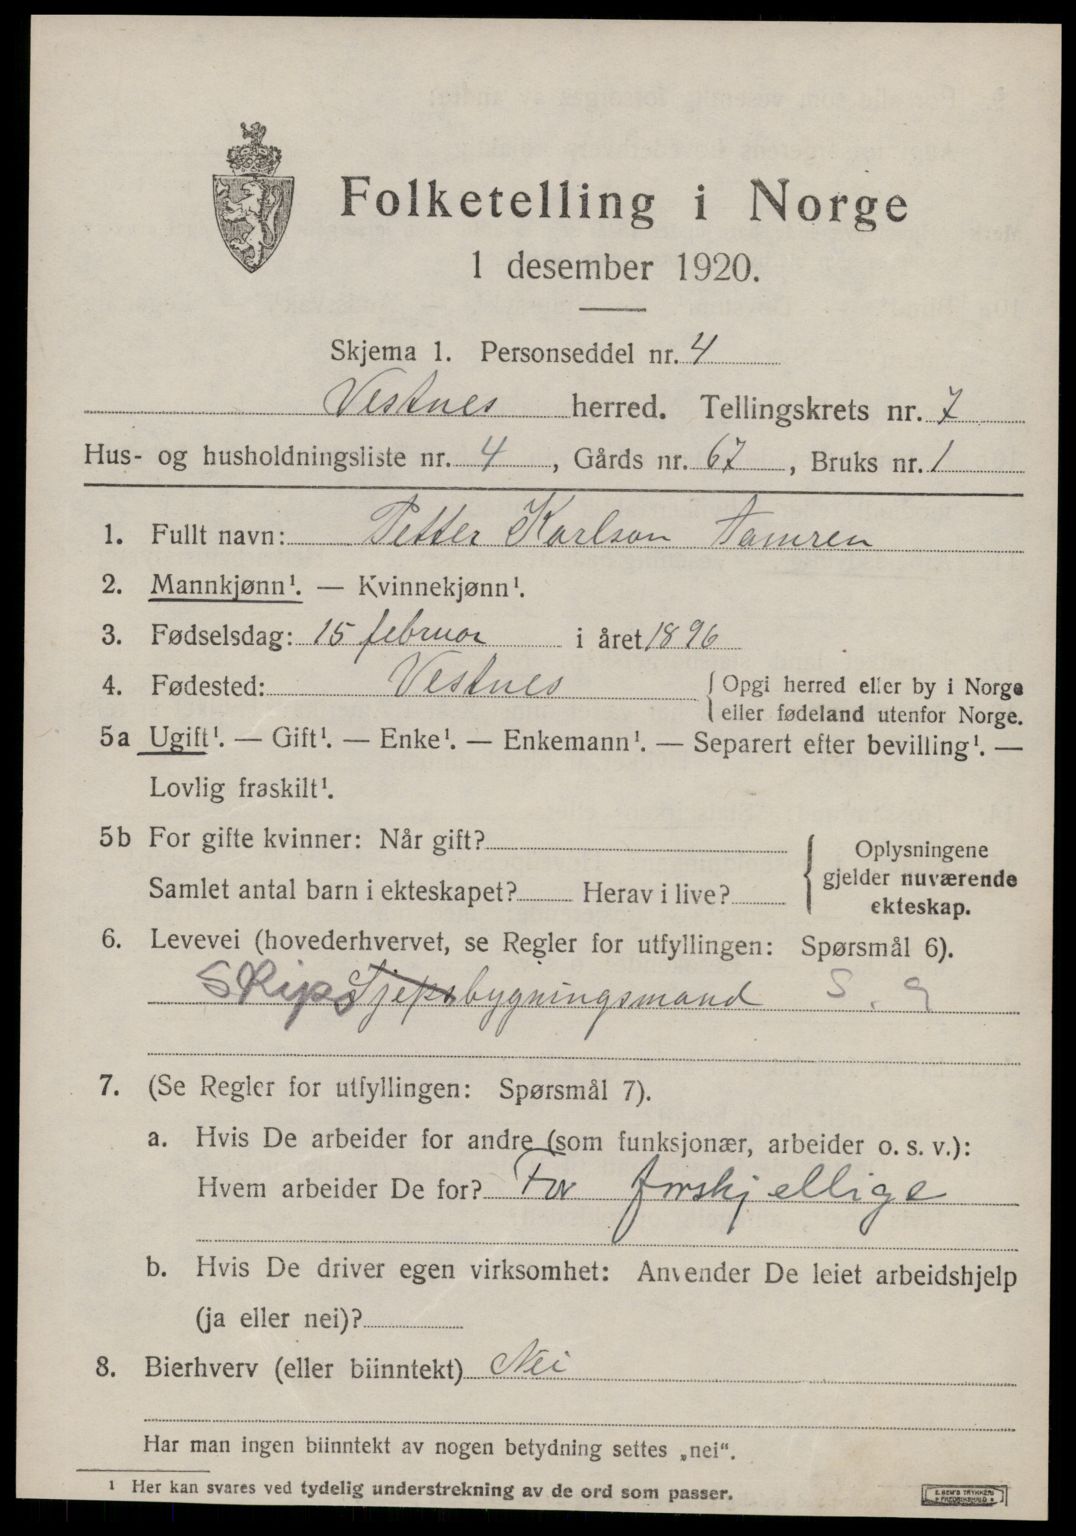 Folketelling i Norge
1 desember 1920.
Skjema 1. Personseddel nr. 4
Vestnes herred. Tellingskrets nr. 7
Hus- og husholdningsliste nr. 4, Gårds nr. 67, Bruks nr. 1
1. Fullt navn: Petter Karlson Tamren
2. Mannkjønn¹. — Kvinnekjønn¹.
3. Fødselsdag: 15 februar i året 1896
4. Fødested: Vestnes { Opgi herred eller by i Norge
eller fødeland utenfor Norge.
5a Ugift¹. — Gift¹. — Enke¹. — Enkemann¹. — Separert efter bevilling¹. —
Lovlig fraskilt¹.
5b For gifte kvinner: Når gift?
Samlet antal barn i ekteskapet? Herav i live?
{ Oplysningene
gjelder nuværende
ekteskap.
6. Levevei (hovederhvervet, se Regler for utfyllingen: Spørsmål 6).
Skips bygningsmand S. g
7. (Se Regler for utfyllingen: Spørsmål 7).
a. Hvis De arbeider for andre (som funksjonær, arbeider o. s. v.):
Hvem arbeider De for? For forskjellige
b. Hvis De driver egen virksomhet: Anvender De leiet arbeidshjelp
(ja eller nei)?
8. Bierhverv (eller biinntekt) Nei
Har man ingen biinntekt av nogen betydning settes „nei“.
¹ Her kan svares ved tydelig understrekning av de ord som passer.